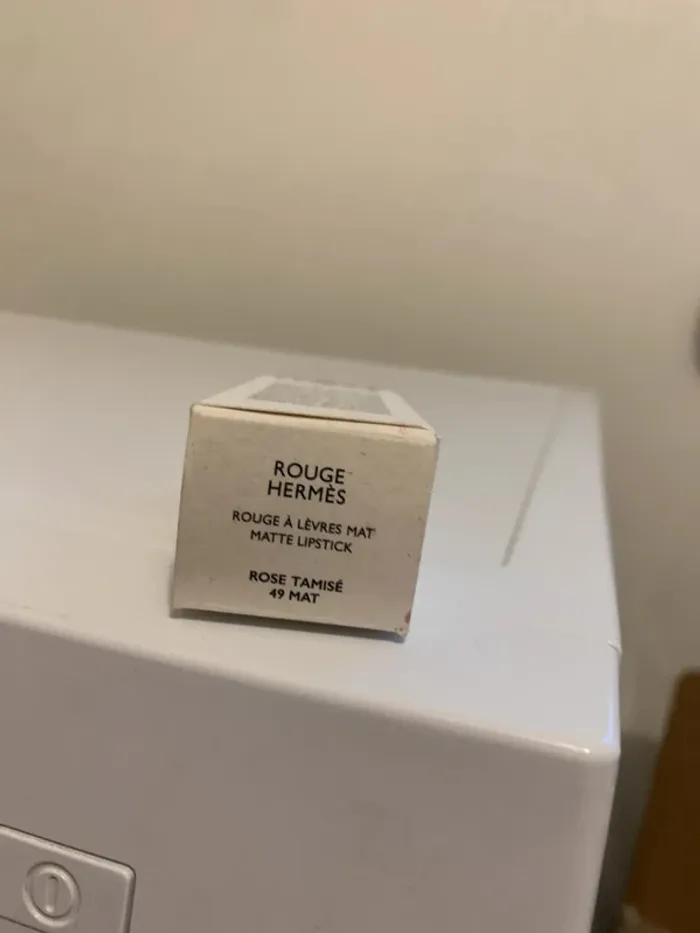 ROUGE
HERMÈS
ROUGE À LÈVRES MAT
MATTE LIPSTICK
ROSE TAMISÉ
49 MAT